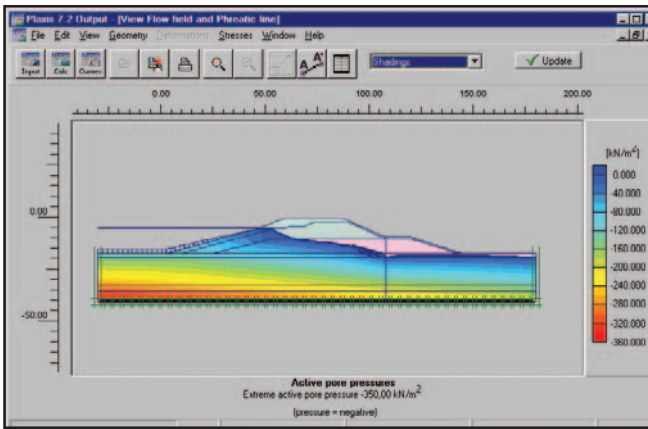 Plaxis 7.2 Output - [View Flow field and Phreatic line]
File Edit View Geometry Deformations Stresses Window Help
Input Calc Curves Shadings Update
0.00 50.00 100.00 150.00 200.00
0.00
-50.00
[kN/m²]
0.000
-40.000
-80.000
-120.000
-160.000
-200.000
-240.000
-280.000
-320.000
-360.000
Active pore pressures
Extreme active pore pressure -350,00 kN/m²
(pressure = negative)